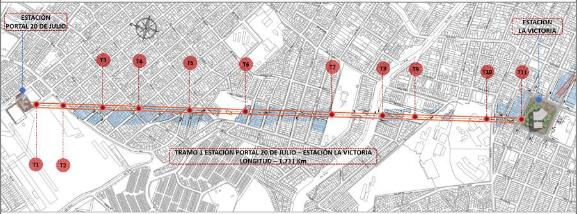 ESTACIÓN
PORTAL 20 DE JULIO
ESTACIÓN
LA VICTORIA
T3
T4
T5
T6
T7
T8
T9
T10
T11
T1
T2
TRAMO 1 ESTACIÓN PORTAL 20 DE JULIO – ESTACIÓN LA VICTORIA
LONGITUD – 1,211 Km